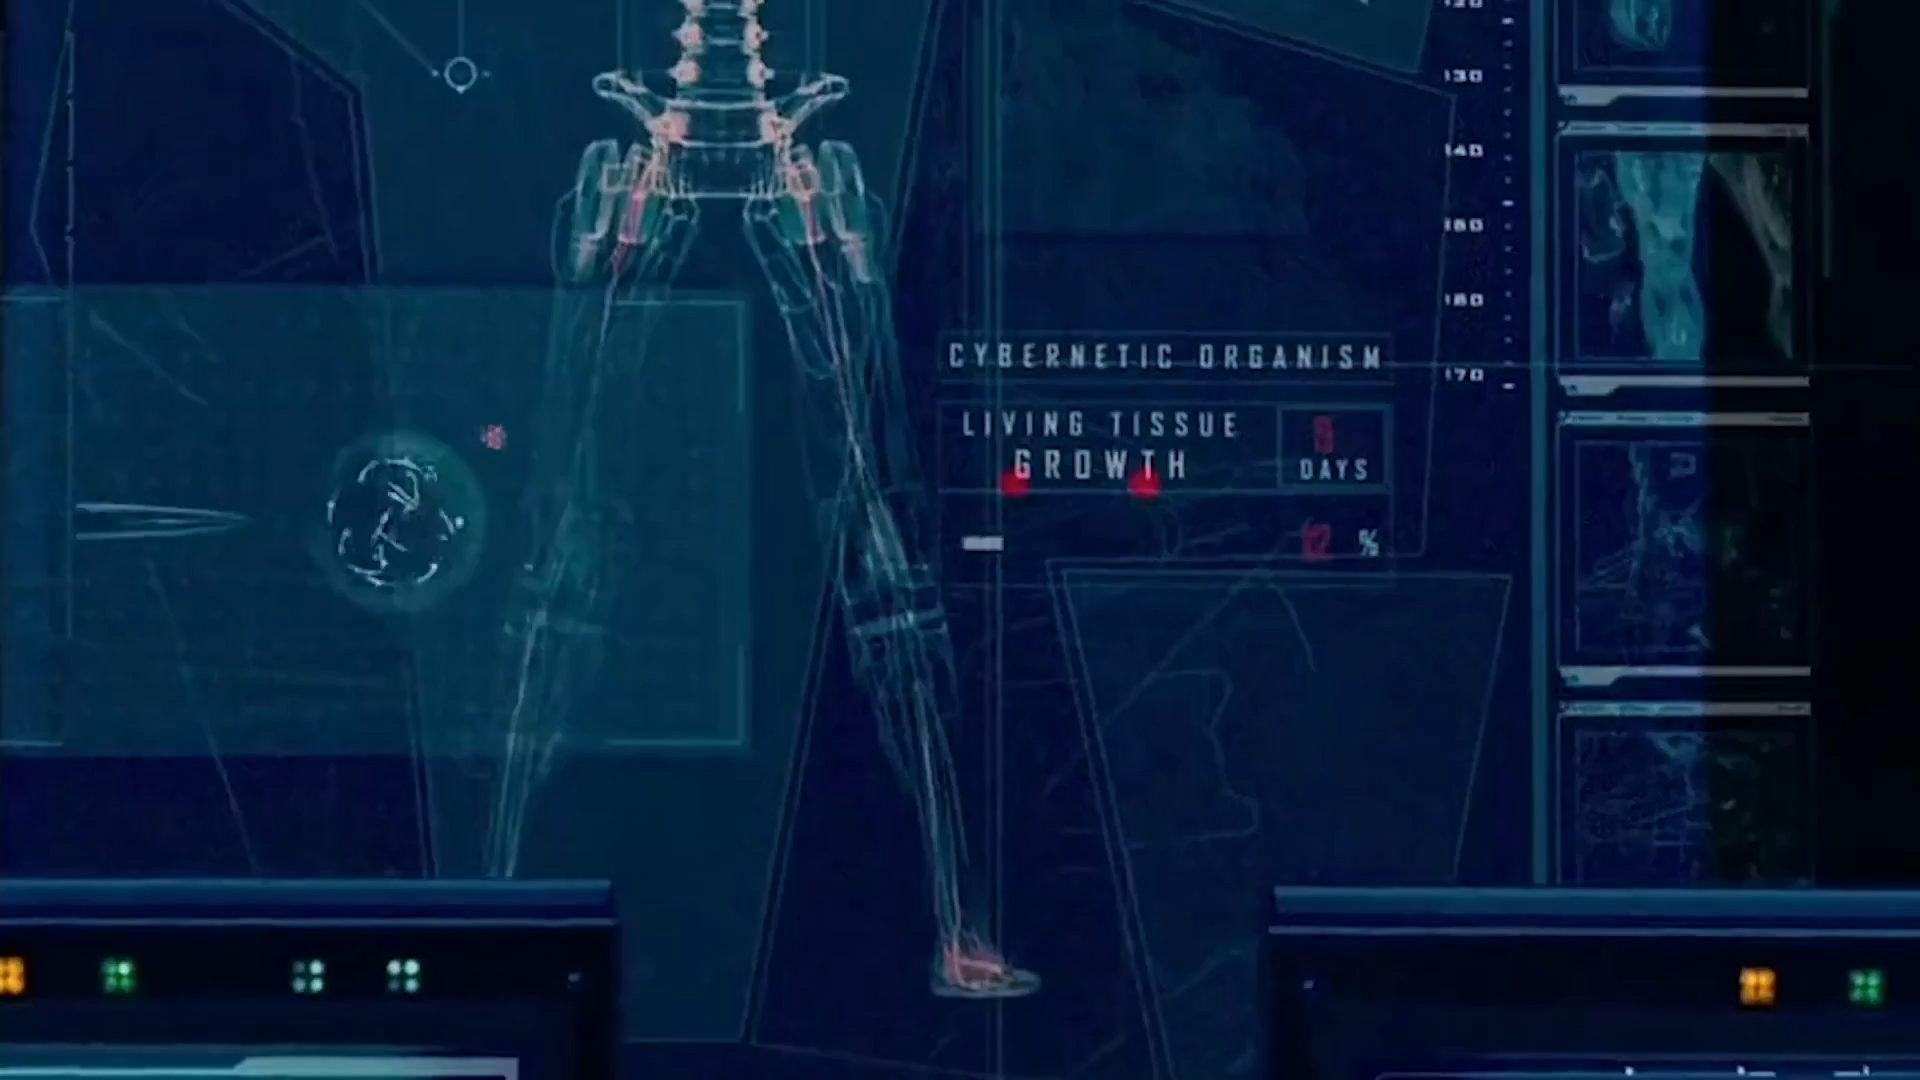 130
140
150
160
CYBERNETIC ORGANISM
170
LIVING TISSUE
GROWTH
DAYS
%